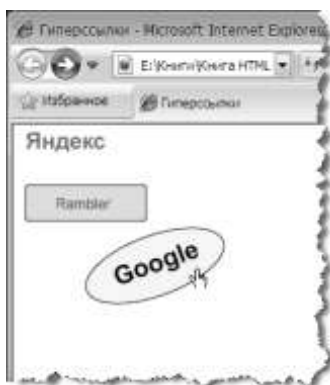 Гиперссылки - Microsoft Internet Explorer
E:\Книги\Книга HTML
Избранное Гиперссылки
Яндекс
Rambler
Google